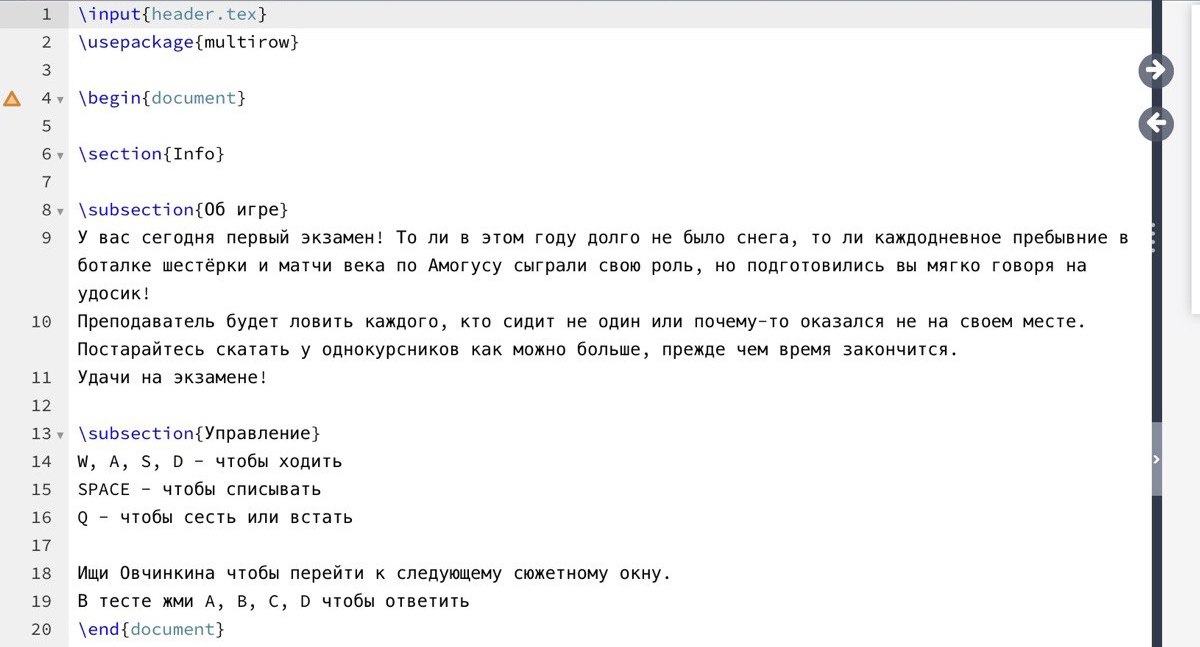 1 \input{header.tex}
2 \usepackage{multirow}
3
4 \begin{document}
5
6 \section{Info}
7
8 \subsection{Об игре}
9 У вас сегодня первый экзамен! То ли в этом году долго не было снега, то ли каждодневное пребывние в
боталке шестёрки и матчи века по Амогусу сыграли свою роль, но подготовились вы мягко говоря на
удосик!
10 Преподаватель будет ловить каждого, кто сидит не один или почему-то оказался не на своем месте.
Постарайтесь скатать у однокурсников как можно больше, прежде чем время закончится.
11 Удачи на экзамене!
12
13 \subsection{Управление}
14 W, A, S, D - чтобы ходить
15 SPACE - чтобы списывать
16 Q - чтобы сесть или встать
17
18 Ищи Овчинкина чтобы перейти к следующему сюжетному окну.
19 В тесте жми A, B, C, D чтобы ответить
20 \end{document}